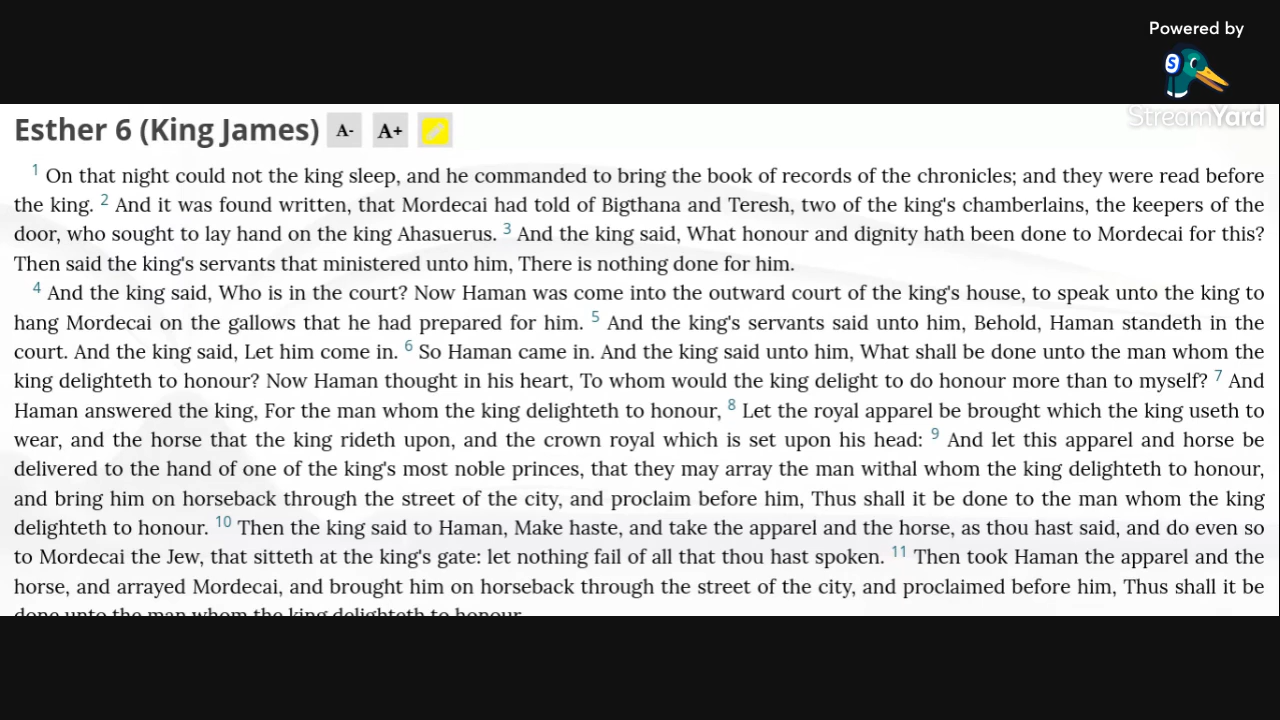 Powered by
S
StreamYard
Esther 6 (King James) A- A+
1 On that night could not the king sleep, and he commanded to bring the book of records of the chronicles; and they were read before
the king. 2 And it was found written, that Mordecai had told of Bigthana and Teresh, two of the king's chamberlains, the keepers of the
door, who sought to lay hand on the king Ahasuerus. 3 And the king said, What honour and dignity hath been done to Mordecai for this?
Then said the king's servants that ministered unto him, There is nothing done for him.
4 And the king said, Who is in the court? Now Haman was come into the outward court of the king's house, to speak unto the king to
hang Mordecai on the gallows that he had prepared for him. 5 And the king's servants said unto him, Behold, Haman standeth in the
court. And the king said, Let him come in. 6 So Haman came in. And the king said unto him, What shall be done unto the man whom the
king delighteth to honour? Now Haman thought in his heart, To whom would the king delight to do honour more than to myself? 7 And
Haman answered the king, For the man whom the king delighteth to honour, 8 Let the royal apparel be brought which the king useth to
wear, and the horse that the king rideth upon, and the crown royal which is set upon his head: 9 And let this apparel and horse be
delivered to the hand of one of the king's most noble princes, that they may array the man withal whom the king delighteth to honour,
and bring him on horseback through the street of the city, and proclaim before him, Thus shall it be done to the man whom the king
delighteth to honour. 10 Then the king said to Haman, Make haste, and take the apparel and the horse, as thou hast said, and do even so
to Mordecai the Jew, that sitteth at the king's gate: let nothing fail of all that thou hast spoken. 11 Then took Haman the apparel and the
horse, and arrayed Mordecai, and brought him on horseback through the street of the city, and proclaimed before him, Thus shall it be
done unto the man whom the king delighteth to honour.